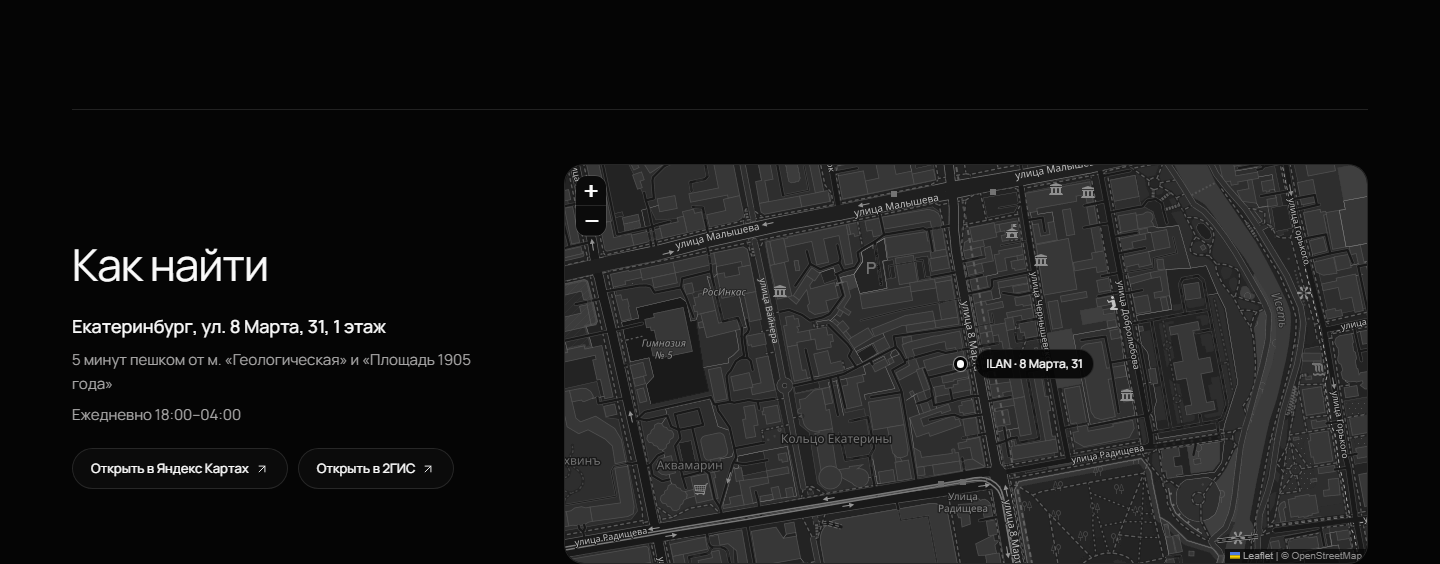 Как найти
Екатеринбург, ул. 8 Марта, 31, 1 этаж
5 минут пешком от м. «Геологическая» и «Площадь 1905
года»
Ежедневно 18:00–04:00
Открыть в Яндекс Картах ↗
Открыть в 2ГИС ↗
+
−
улица Малышева
улица Малышева
улица Малышева
улица Горького
РосИнкас
P
улица Вайнера
улица 8 Марта
улица Чернышевского
улица Добролюбова
Исеть
Гимназия
№ 5
ILAN · 8 Марта, 31
улица Горького
Кольцо Екатерины
хвинъ
Аквамарин
улица Радищева
Улица
Радищева
улица Радищева
улица 8 Март
Leaflet | © OpenStreetMap